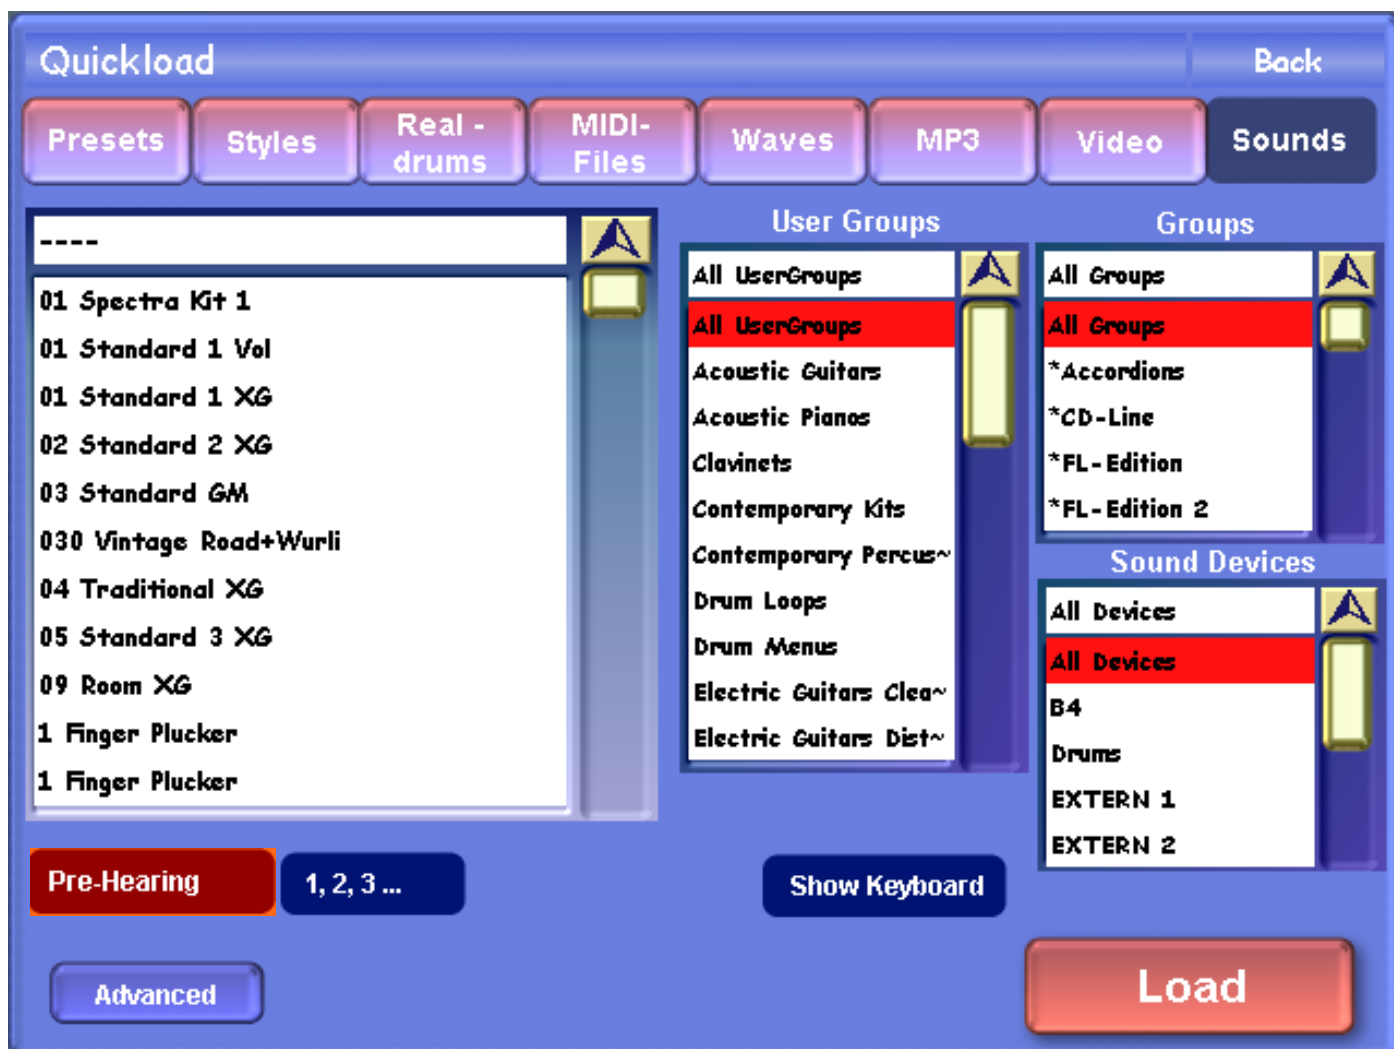 Quickload
Back
Presets
Styles
Real -
drums
MIDI-
Files
Waves
MP3
Video
Sounds
----
01 Spectra Kit 1
01 Standard 1 Vol
01 Standard 1 XG
02 Standard 2 XG
03 Standard GM
030 Vintage Road+Wurli
04 Traditional XG
05 Standard 3 XG
09 Room XG
1 Finger Plucker
1 Finger Plucker
User Groups
All UserGroups
All UserGroups
Acoustic Guitars
Acoustic Pianos
Clavinets
Contemporary Kits
Contemporary Percus~
Drum Loops
Drum Menus
Electric Guitars Clea~
Electric Guitars Dist~
Groups
All Groups
All Groups
*Accordions
*CD-Line
*FL-Edition
*FL-Edition 2
Sound Devices
All Devices
All Devices
B4
Drums
EXTERN 1
EXTERN 2
Pre-Hearing
1, 2, 3 ...
Show Keyboard
Advanced
Load